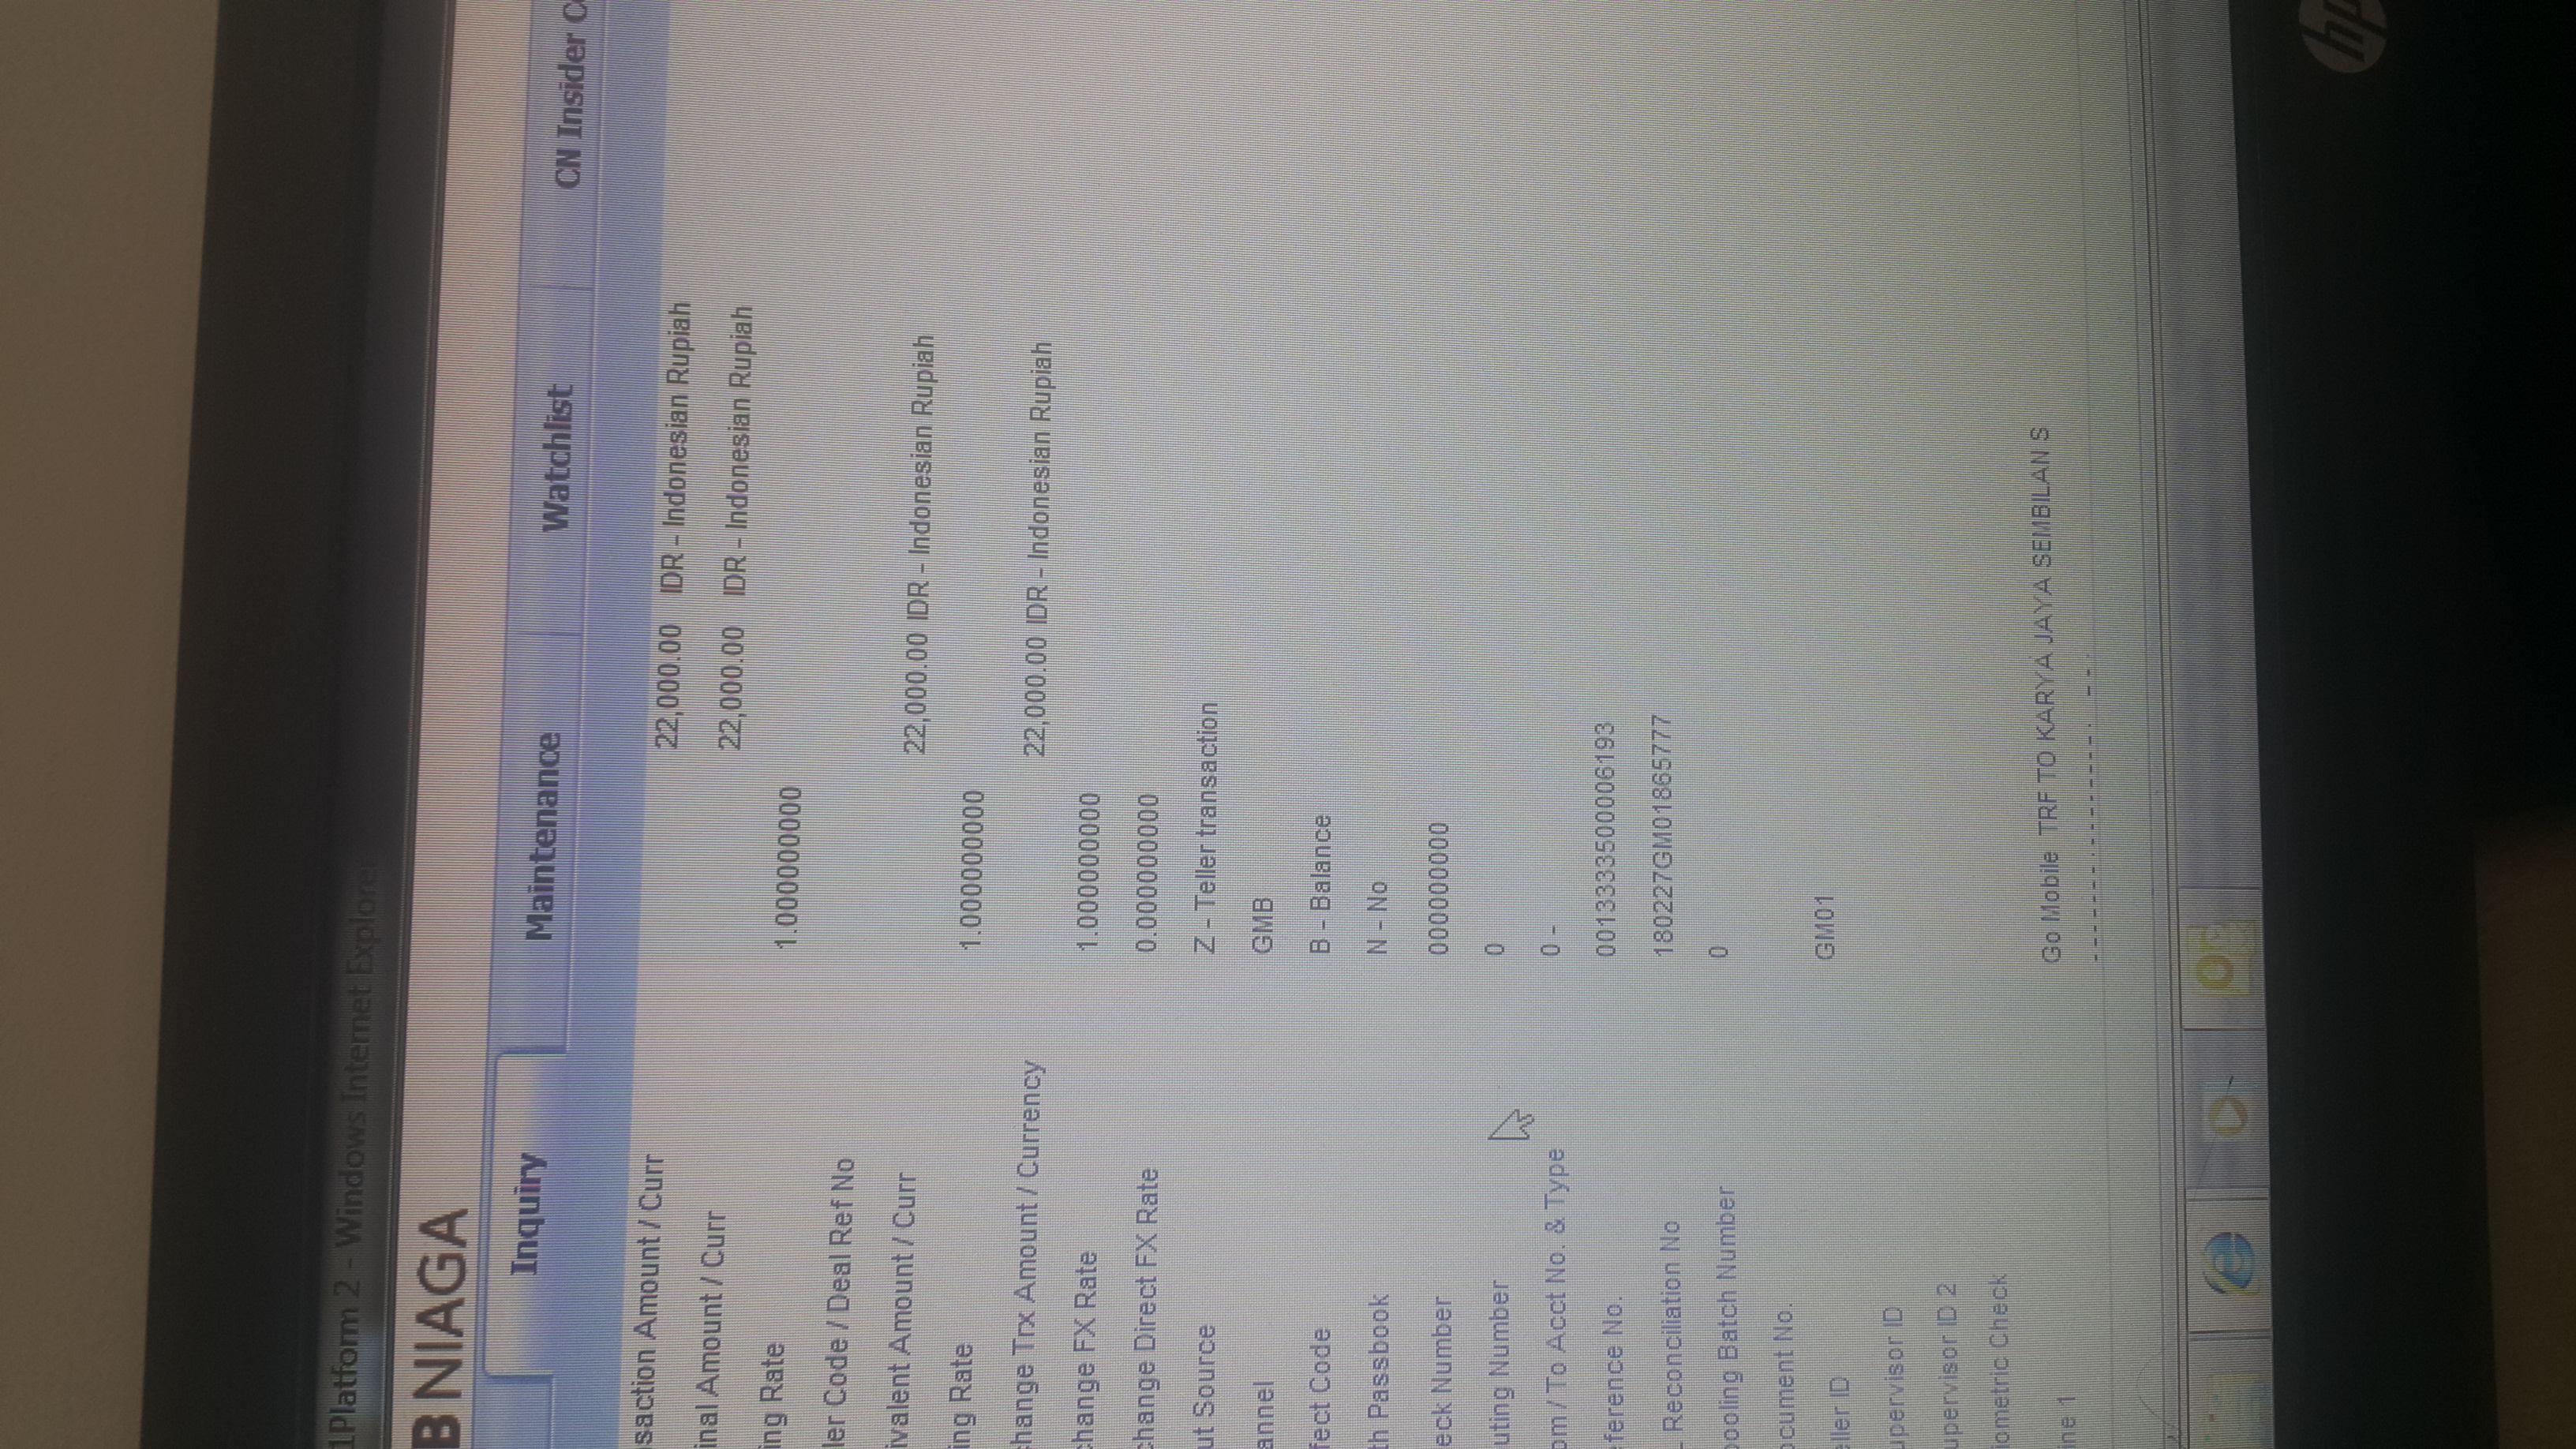 1Platform 2 - Windows Internet Explorer
B NIAGA
Inquiry Maintenance Watchlist CN Insider C
saction Amount / Curr 22,000.00 IDR - Indonesian Rupiah
inal Amount / Curr 22,000.00 IDR - Indonesian Rupiah
ing Rate 1.000000000
ler Code / Deal Ref No
ivalent Amount / Curr 22,000.00 IDR - Indonesian Rupiah
ing Rate 1.000000000
change Trx Amount / Currency 22,000.00 IDR - Indonesian Rupiah
change FX Rate 1.000000000
change Direct FX Rate 0.000000000
ut Source Z - Teller transaction
annel GMB
fect Code B - Balance
th Passbook N - No
eck Number 000000000
uting Number 0
om / To Acct No. & Type 0 -
eference No. 0013333500006193
L Reconciliation No 180227GM01865777
pooling Batch Number 0
ocument No.
eller ID GM01
upervisor ID
upervisor ID 2
iometric Check
ine 1 Go Mobile TRF TO KARYA JAYA SEMBILAN S
hp